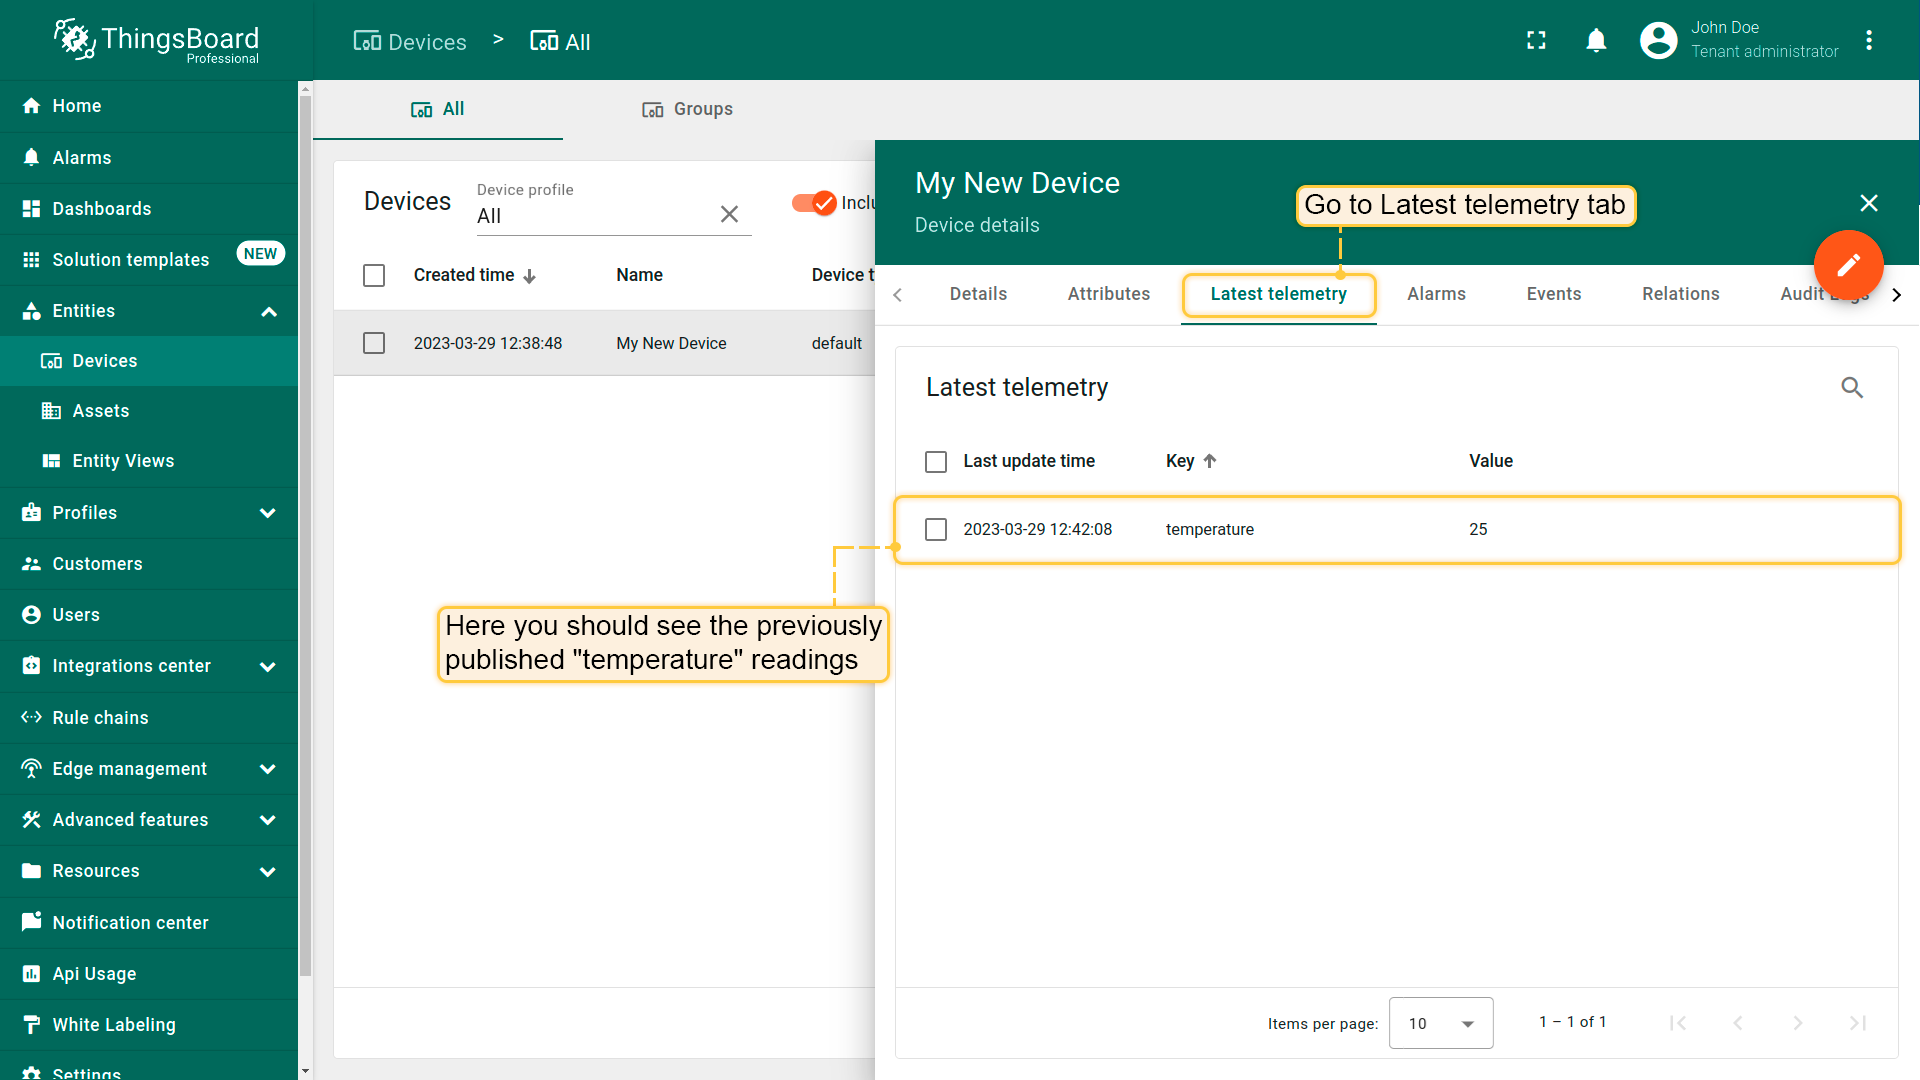 ThingsBoard
Professional
Devices > All
John Doe
Tenant administrator
Home
Alarms
Dashboards
Solution templates NEW
Entities
Devices
Assets
Entity Views
Profiles
Customers
Users
Integrations center
Rule chains
Edge management
Advanced features
Resources
Notification center
Api Usage
White Labeling
Settings
All Groups
Devices
Device profile
All
Inclu
Created time Name Device t
2023-03-29 12:38:48 My New Device default
Here you should see the previously
published "temperature" readings
My New Device
Device details
Go to Latest telemetry tab
Details Attributes Latest telemetry Alarms Events Relations Audit Logs
Latest telemetry
Last update time Key Value
2023-03-29 12:42:08 temperature 25
Items per page: 10 1 – 1 of 1